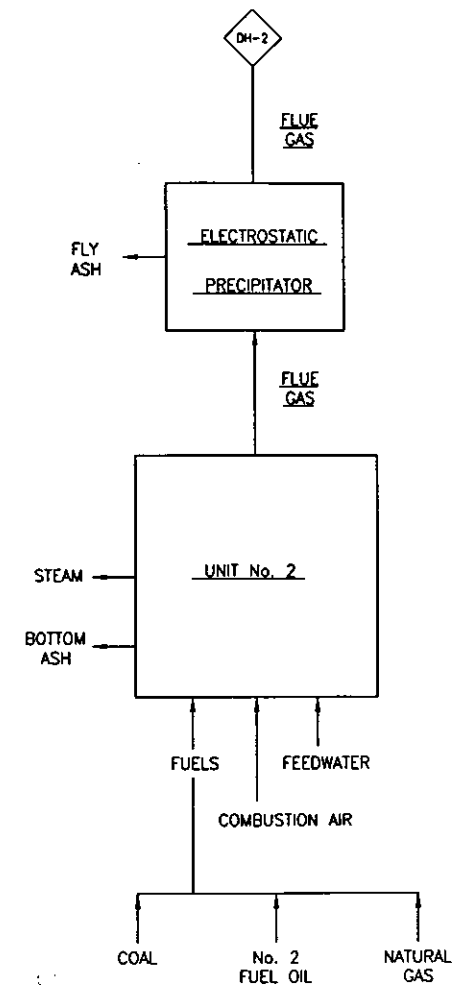 DH-2
FLUE
GAS
ELECTROSTATIC
PRECIPITATOR
FLY
ASH
FLUE
GAS
UNIT No. 2
STEAM
BOTTOM
ASH
FUELS
FEEDWATER
COMBUSTION AIR
COAL
No. 2
FUEL OIL
NATURAL
GAS